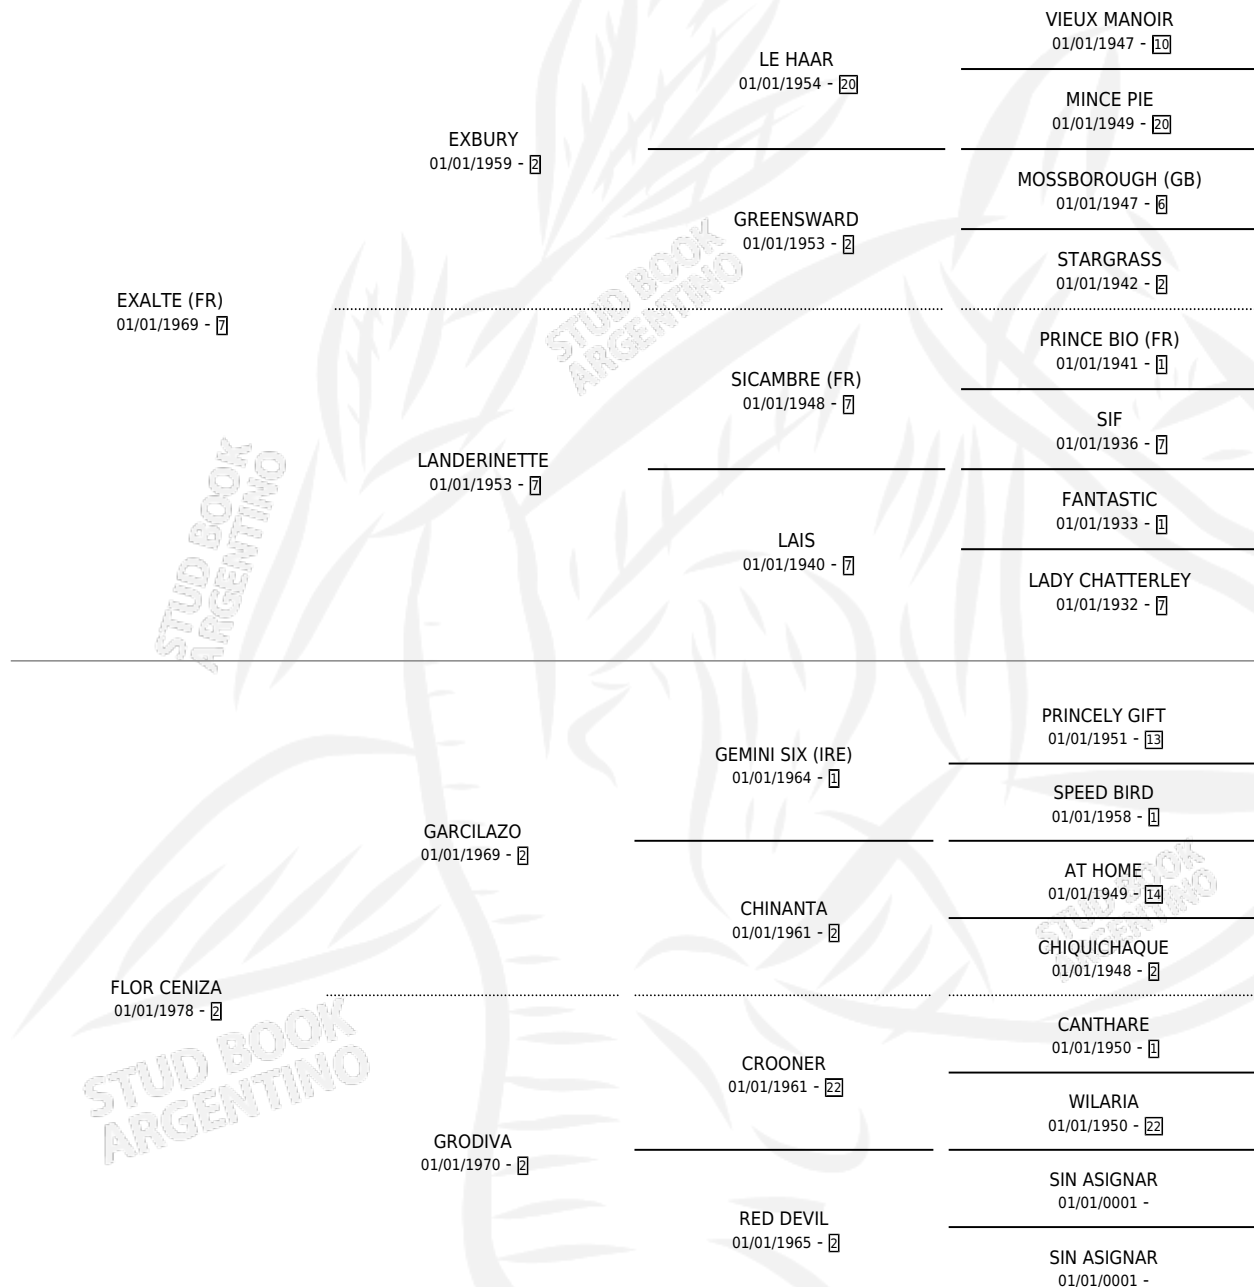 VIEUX MANOIR
01/01/1947 - 10
LE HAAR
01/01/1954 - 20
MINCE PIE
01/01/1949 - 20
EXBURY
01/01/1959 - 2
MOSSBOROUGH (GB)
01/01/1947 - 6
GREENSWARD
01/01/1953 - 2
STARGRASS
01/01/1942 - 2
EXALTE (FR)
01/01/1969 - 7
PRINCE BIO (FR)
01/01/1941 - 1
SICAMBRE (FR)
01/01/1948 - 7
SIF
01/01/1936 - 7
LANDERINETTE
01/01/1953 - 7
FANTASTIC
01/01/1933 - 1
LAIS
01/01/1940 - 7
LADY CHATTERLEY
01/01/1932 - 7
PRINCELY GIFT
01/01/1951 - 13
GEMINI SIX (IRE)
01/01/1964 - 1
SPEED BIRD
01/01/1958 - 1
GARCILAZO
01/01/1969 - 2
AT HOME
01/01/1949 - 14
CHINANTA
01/01/1961 - 2
CHIQUICHAQUE
01/01/1948 - 2
FLOR CENIZA
01/01/1978 - 2
CANTHARE
01/01/1950 - 1
CROONER
01/01/1961 - 22
WILARIA
01/01/1950 - 22
GRODIVA
01/01/1970 - 2
SIN ASIGNAR
01/01/0001 -
RED DEVIL
01/01/1965 - 2
SIN ASIGNAR
01/01/0001 -
STUD BOOK
ARGENTINO
STUD BOOK
ARGENTINO
STUD BOOK
ARGENTINO
STUD BOOK
ARGENTINO